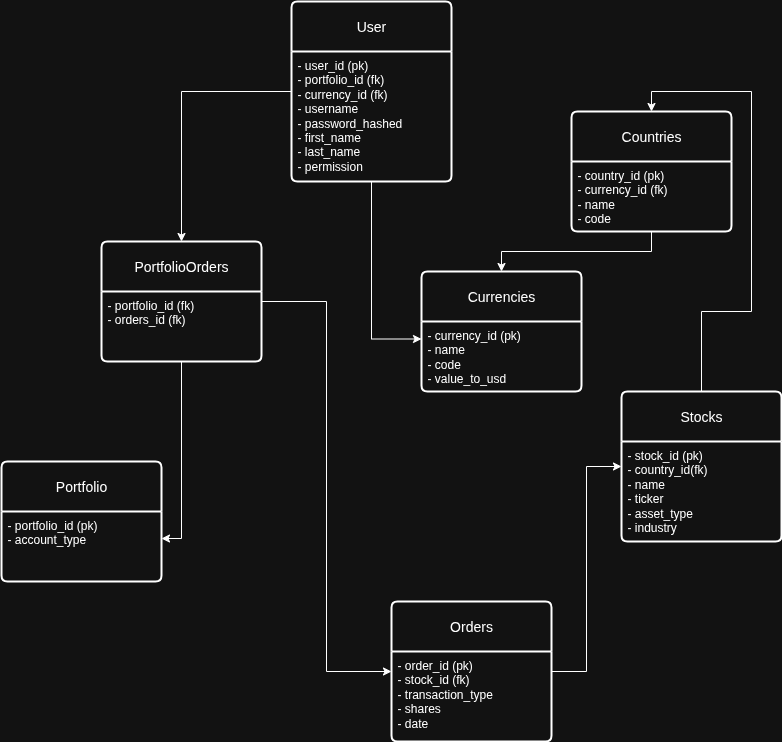 User
- user_id (pk)
- portfolio_id (fk)
- currency_id (fk)
- username
- password_hashed
- first_name
- last_name
- permission
Countries
- country_id (pk)
- currency_id (fk)
- name
- code
PortfolioOrders
- portfolio_id (fk)
- orders_id (fk)
Currencies
- currency_id (pk)
- name
- code
- value_to_usd
Stocks
- stock_id (pk)
- country_id(fk)
- name
- ticker
- asset_type
- industry
Portfolio
- portfolio_id (pk)
- account_type
Orders
- order_id (pk)
- stock_id (fk)
- transaction_type
- shares
- date